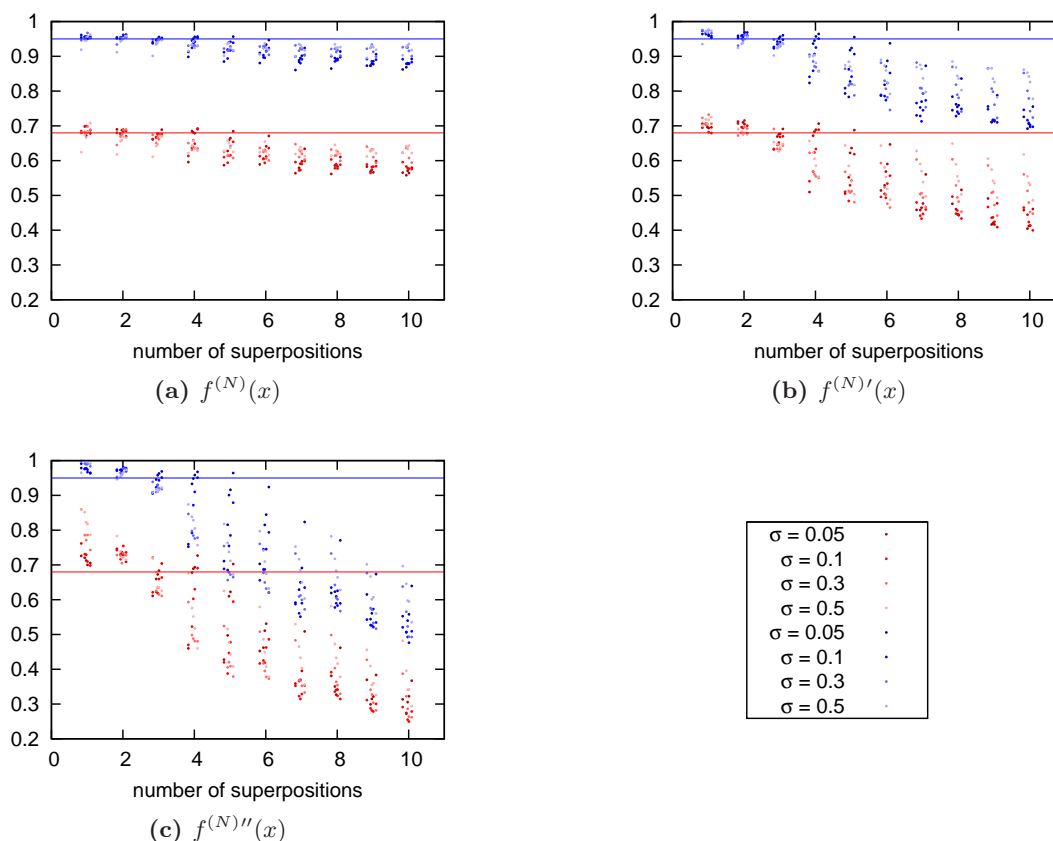 1
0.9
0.8
0.7
0.6
0.5
0.4
0.3
0.2
0 2 4 6 8 10
number of superpositions
(a) f^{(N)}(x)
1
0.9
0.8
0.7
0.6
0.5
0.4
0.3
0.2
0 2 4 6 8 10
number of superpositions
(b) f^{(N)}′(x)
1
0.9
0.8
0.7
0.6
0.5
0.4
0.3
0.2
0 2 4 6 8 10
number of superpositions
(c) f^{(N)}′′(x)
σ = 0.05
σ = 0.1
σ = 0.3
σ = 0.5
σ = 0.05
σ = 0.1
σ = 0.3
σ = 0.5